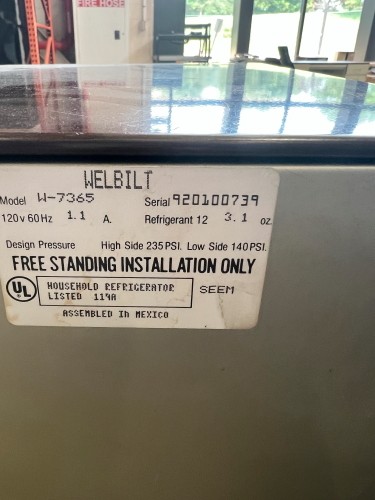 FIRE HOSE
WELBILT
Model W-7365 Serial 920100739
120v 60Hz 1.1 A. Refrigerant 12 3.1 oz.
Design Pressure High Side 235 PSI. Low Side 140 PSI.
FREE STANDING INSTALLATION ONLY
UL HOUSEHOLD REFRIGERATOR SEEM
LISTED 119A
ASSEMBLED In MEXICO